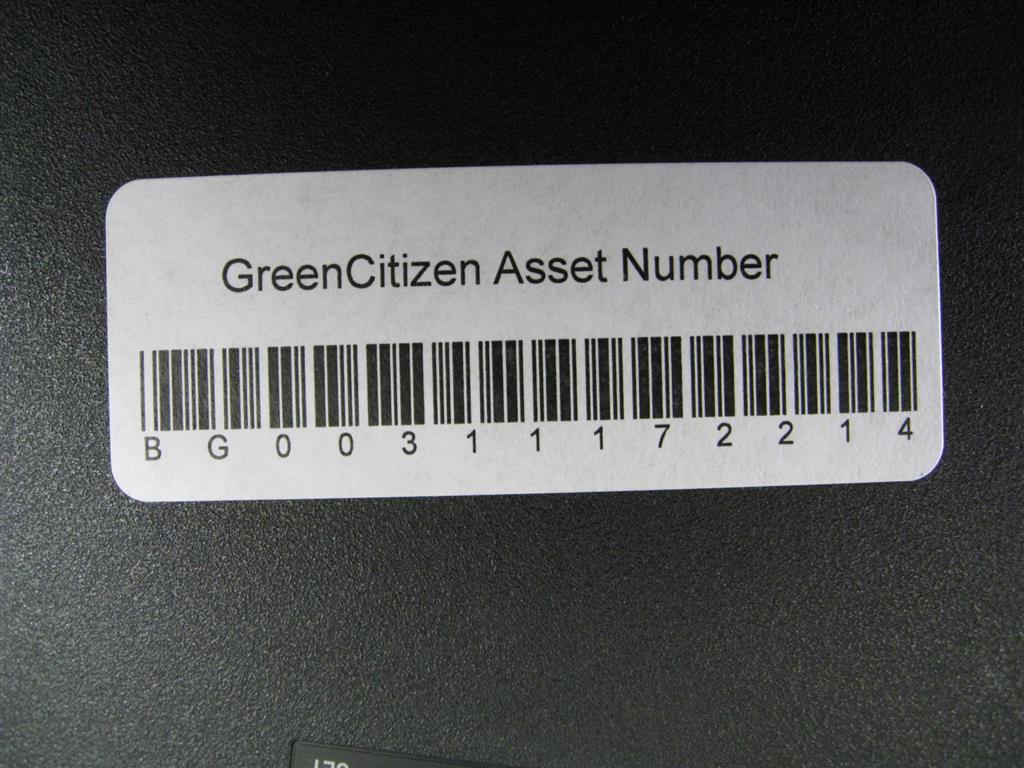 GreenCitizen Asset Number
B G 0 0 3 1 1 1 7 2 2 1 4